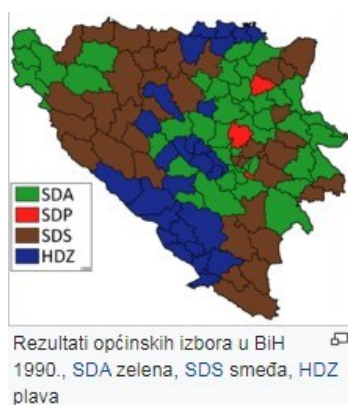 SDA
SDP
SDS
HDZ
Rezultati općinskih izbora u BiH
1990., SDA zelena, SDS smeđa, HDZ
plava